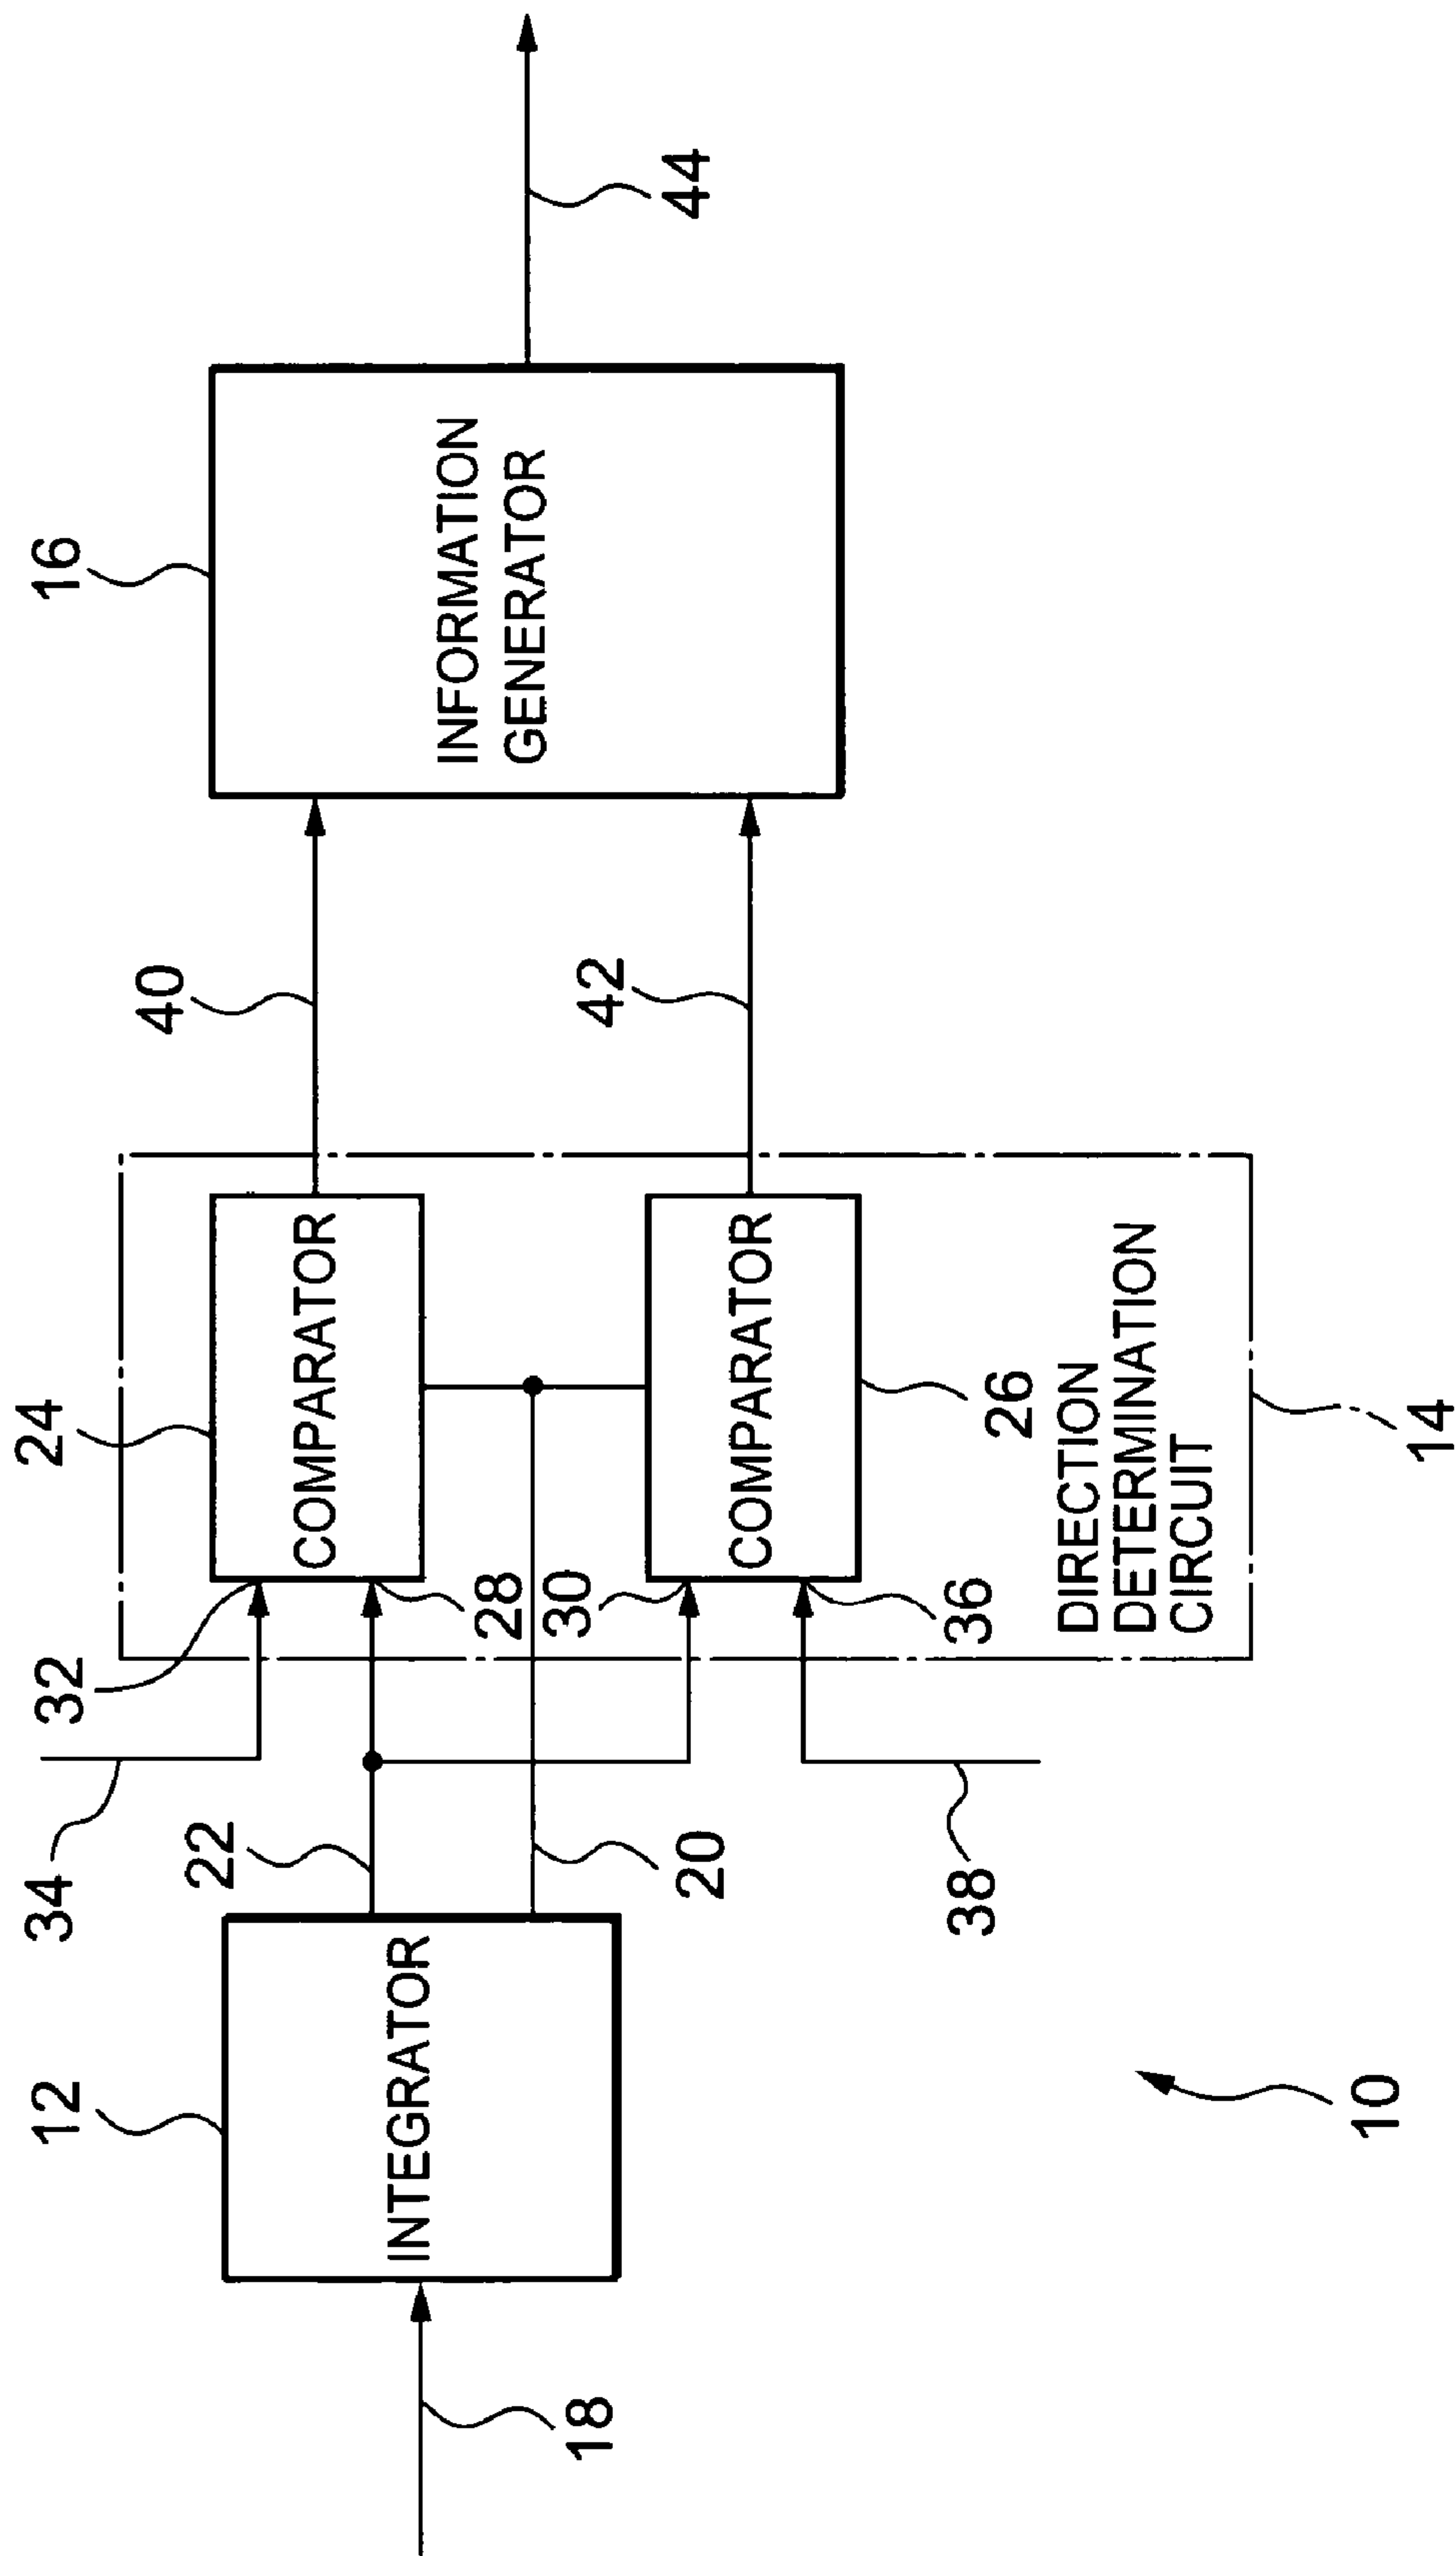 12
INTEGRATOR
18
22
20
34
32
28
30
36
38
24
COMPARATOR
COMPARATOR
26
DIRECTION
DETERMINATION
CIRCUIT
14
40
42
16
INFORMATION
GENERATOR
44
10